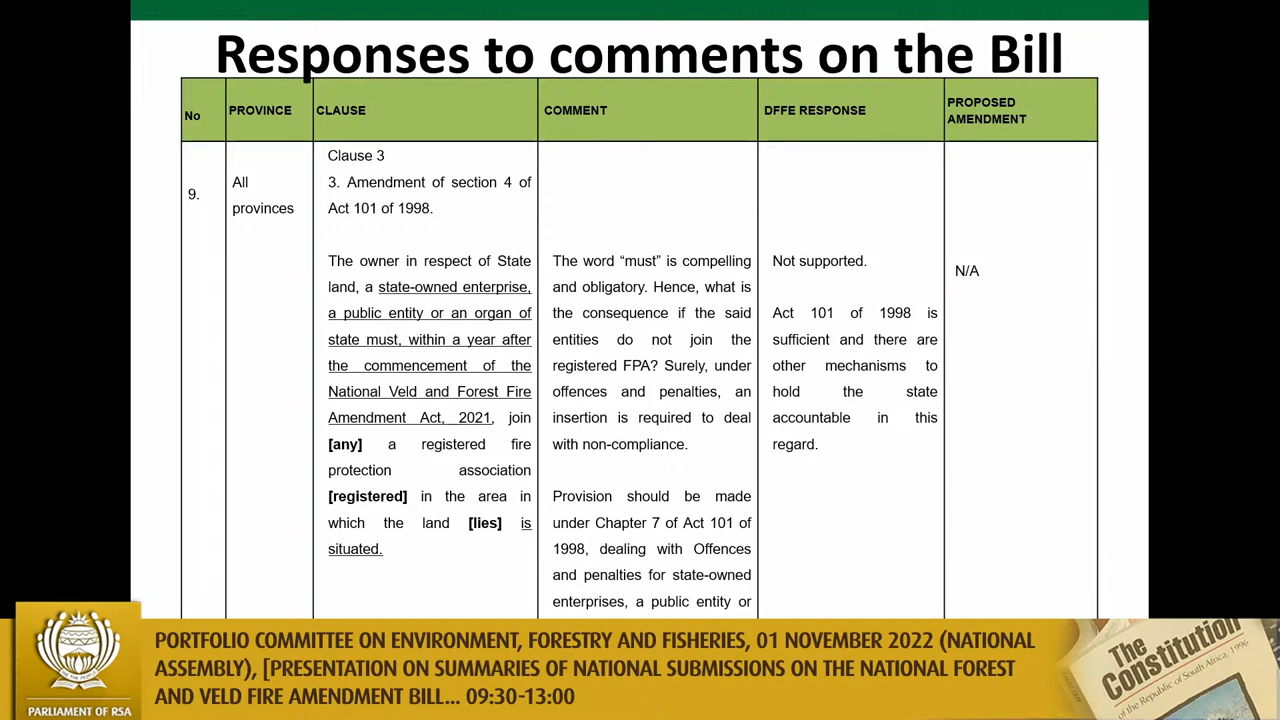 Responses to comments on the Bill
No
PROVINCE
CLAUSE
COMMENT
DFFE RESPONSE
PROPOSED
AMENDMENT
9.
All
provinces
Clause 3
3. Amendment of section 4 of
Act 101 of 1998.
The owner in respect of State
land, a state-owned enterprise,
a public entity or an organ of
state must, within a year after
the commencement of the
National Veld and Forest Fire
Amendment Act, 2021, join
[any] a registered fire
protection association
[registered] in the area in
which the land [lies] is
situated.
The word “must” is compelling
and obligatory. Hence, what is
the consequence if the said
entities do not join the
registered FPA? Surely, under
offences and penalties, an
insertion is required to deal
with non-compliance.
Provision should be made
under Chapter 7 of Act 101 of
1998, dealing with Offences
and penalties for state-owned
enterprises, a public entity or
Not supported.
Act 101 of 1998 is
sufficient and there are
other mechanisms to
hold the state
accountable in this
regard.
N/A
PORTFOLIO COMMITTEE ON ENVIRONMENT, FORESTRY AND FISHERIES, 01 NOVEMBER 2022 (NATIONAL
ASSEMBLY), [PRESENTATION ON SUMMARIES OF NATIONAL SUBMISSIONS ON THE NATIONAL FOREST
AND VELD FIRE AMENDMENT BILL... 09:30-13:00
PARLIAMENT OF RSA
The
Constitution
of the Republic of South Africa, 1996